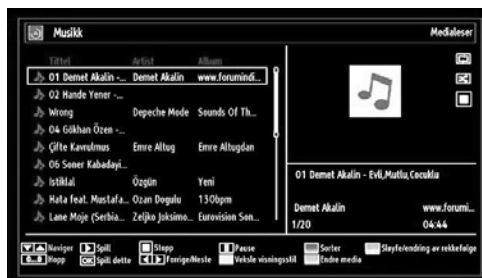 Musikk
Medialeser
Tittel Artist Album
01 Demet Akalin -... Demet Akalin www.forumindi...
02 Hande Yener -...
Wrong Depeche Mode Sounds Of Th...
04 Gökhan Özen -...
Çifte Kavrulmus Emre Altug Emre Altugdan
06 Soner Kabadayi...
Istiklal Özgün Yeni
Hata feat. Mustafa... Ozan Dogulu 130bpm
Lane Moje (Serbia... Zeljko Joksimo... Eurovision Son...
01 Demet Akalin - Evli,Mutlu,Cocuklu
Demet Akalin www.forumi...
1/20 04:44
Naviger Spill Stopp Pause Sorter Sløyfe/endring av rekkefølge
0...9 Hopp OK Spill dette Forrige/Neste Veksle visningsstil Endre media